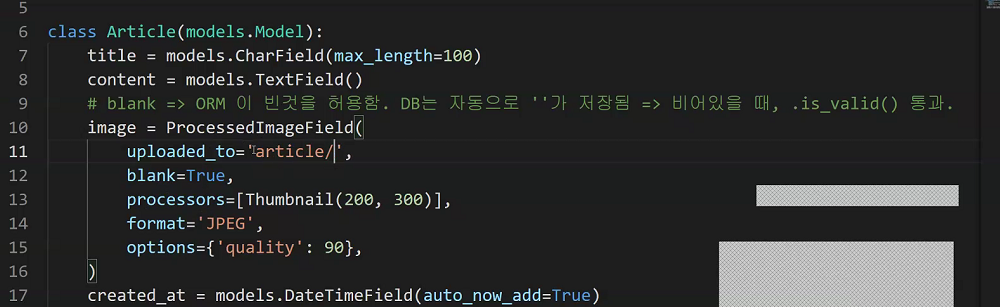 5
6 class Article(models.Model):
7 title = models.CharField(max_length=100)
8 content = models.TextField()
9 # blank => ORM 이 빈것을 허용함. DB는 자동으로 ''가 저장됨 => 비어있을 때, .is_valid() 통과.
10 image = ProcessedImageField(
11 uploaded_to='article/',
12 blank=True,
13 processors=[Thumbnail(200, 300)],
14 format='JPEG',
15 options={'quality': 90},
16 )
17 created_at = models.DateTimeField(auto_now_add=True)